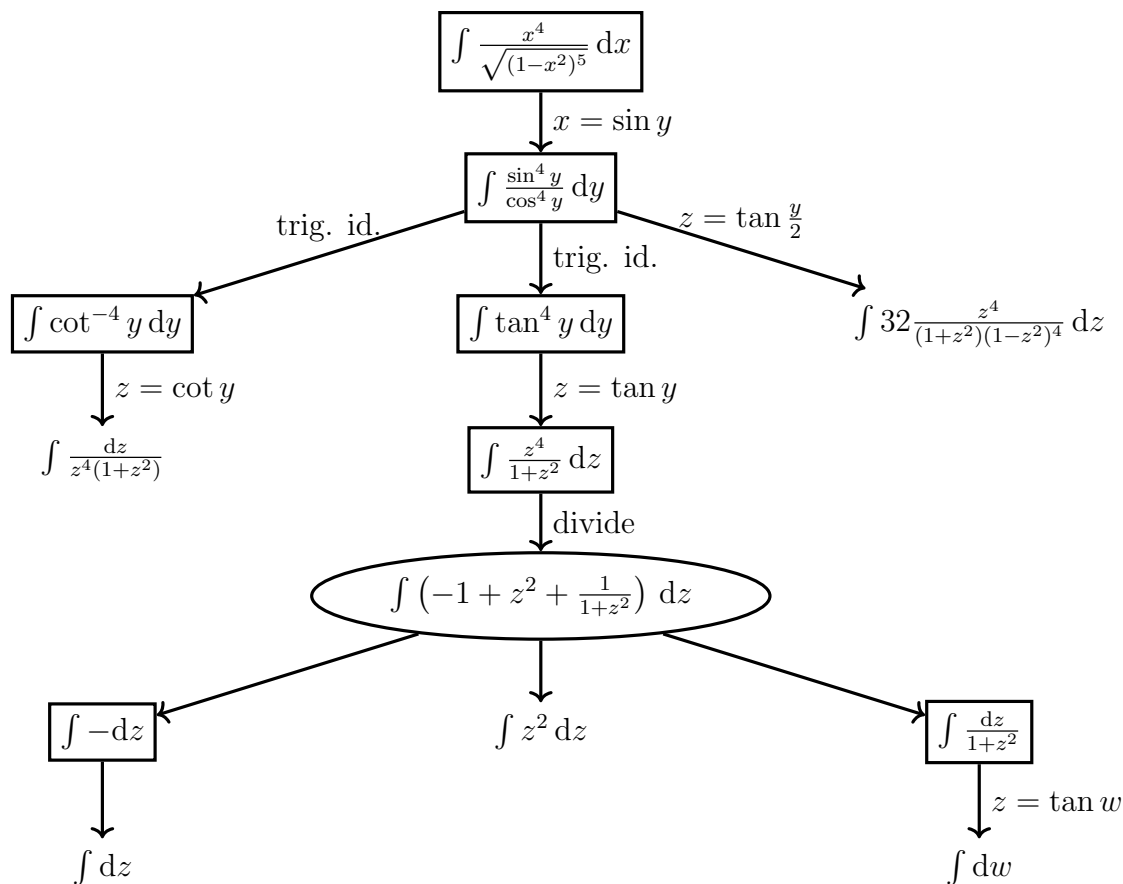 ∫ x⁴/√((1−x²)⁵) dx
x = sin y
∫ sin⁴ y/cos⁴ y dy
trig. id.
trig. id.
z = tan y/2
∫ cot⁻⁴ y dy
∫ tan⁴ y dy
∫ 32 z⁴/((1+z²)(1−z²)⁴) dz
z = cot y
z = tan y
∫ dz/(z⁴(1+z²))
∫ z⁴/(1+z²) dz
divide
∫ (−1 + z² + 1/(1+z²)) dz
∫ −dz
∫ z² dz
∫ dz/(1+z²)
z = tan w
∫ dz
∫ dw